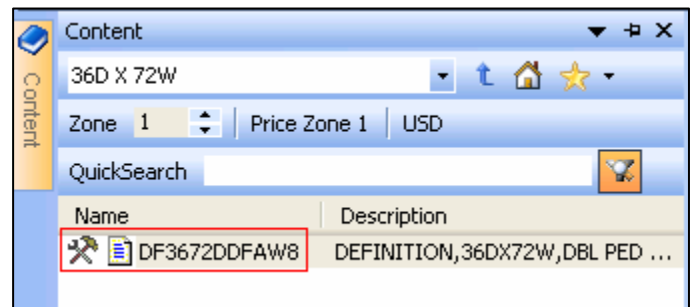 Content
Content
36D X 72W
Zone 1 Price Zone 1 USD
QuickSearch
Name Description
DF3672DDFAW8 DEFINITION,36DX72W,DBL PED ...